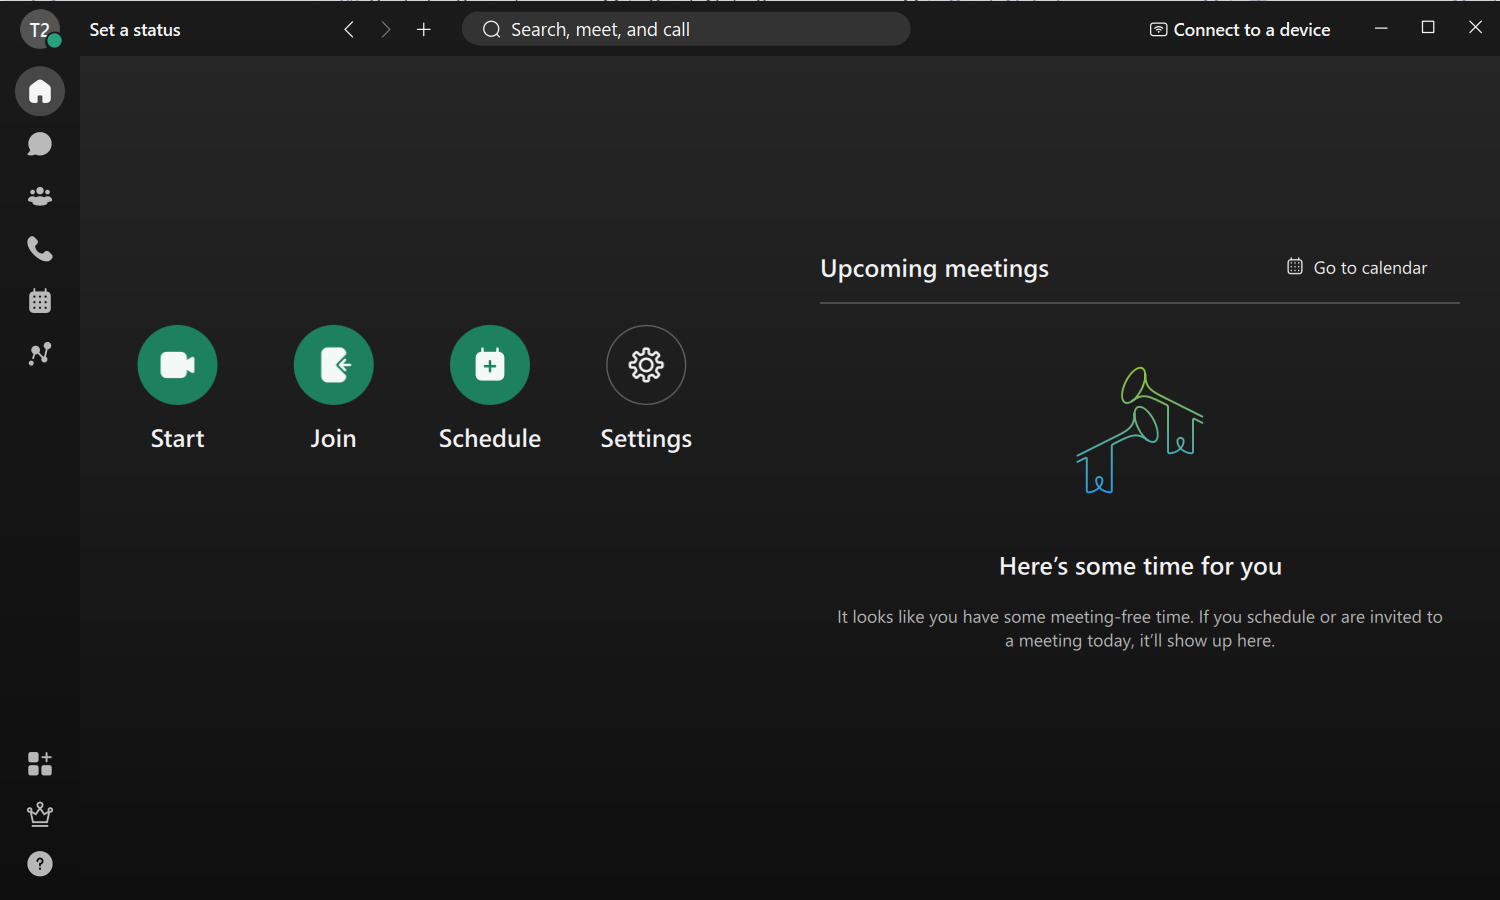 T2
Set a status
Search, meet, and call
Connect to a device
Upcoming meetings
Go to calendar
Start
Join
Schedule
Settings
Here’s some time for you
It looks like you have some meeting-free time. If you schedule or are invited to
a meeting today, it’ll show up here.
?